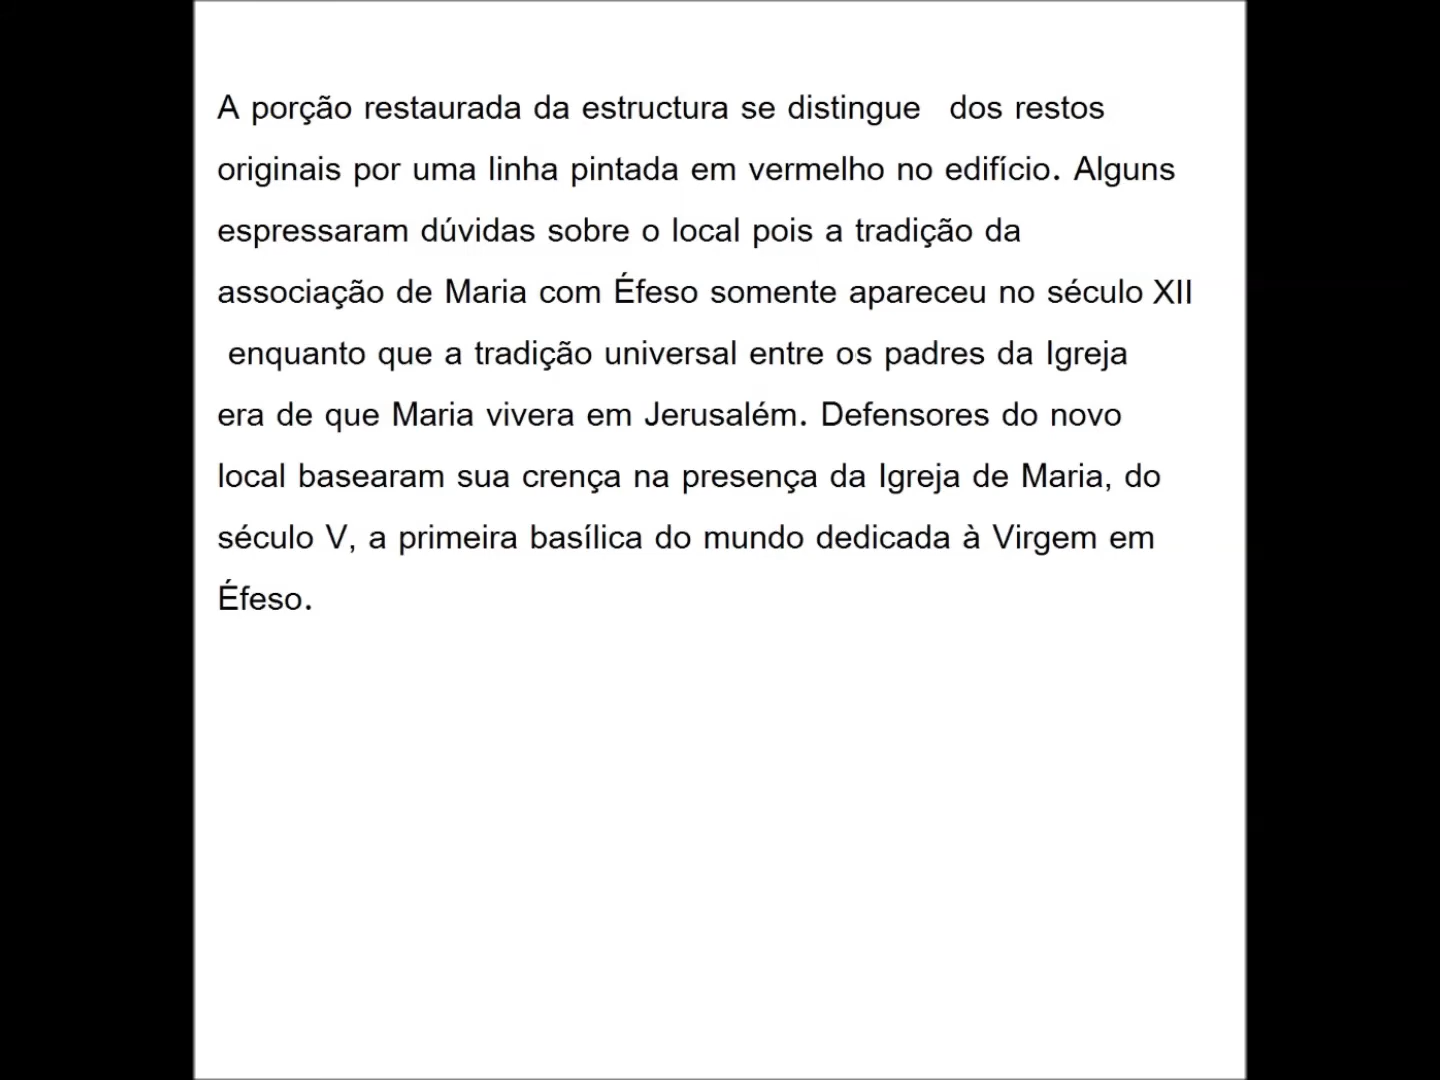 A porção restaurada da estructura se distingue dos restos
originais por uma linha pintada em vermelho no edifício. Alguns
espressaram dúvidas sobre o local pois a tradição da
associação de Maria com Éfeso somente apareceu no século XII
enquanto que a tradição universal entre os padres da Igreja
era de que Maria vivera em Jerusalém. Defensores do novo
local basearam sua crença na presença da Igreja de Maria, do
século V, a primeira basílica do mundo dedicada à Virgem em
Éfeso.